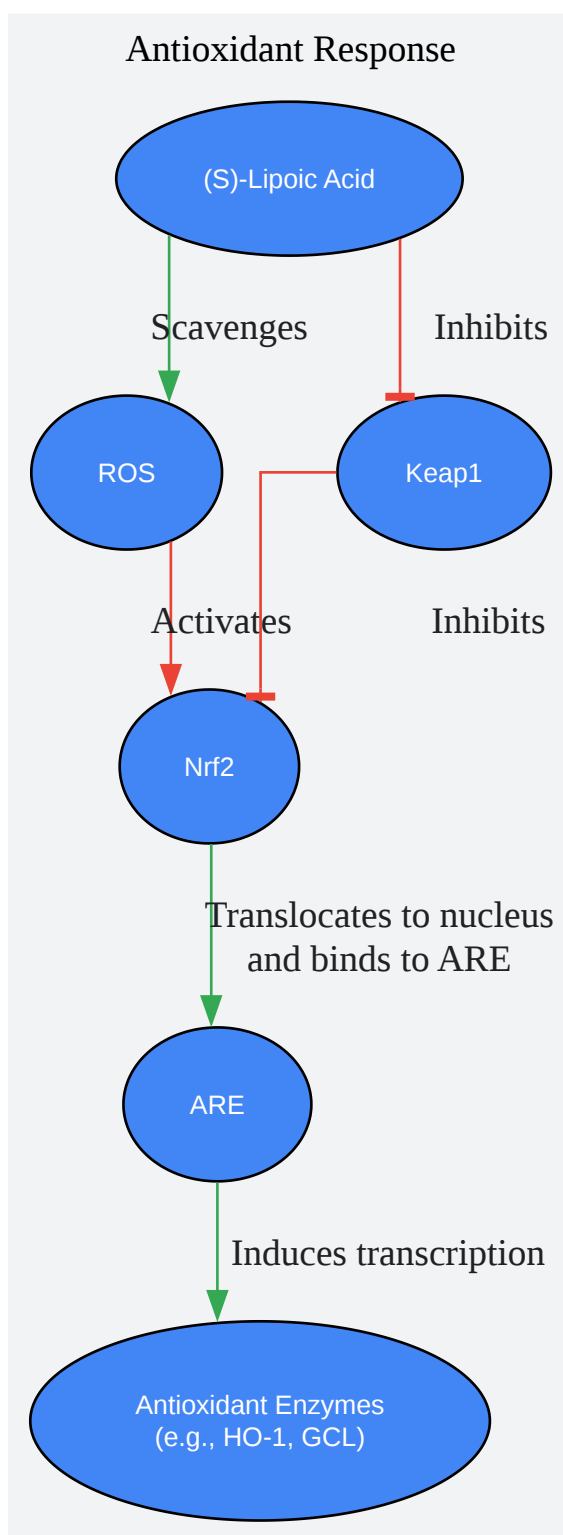 Antioxidant Response
(S)-Lipoic Acid
Scavenges
Inhibits
ROS
Keap1
Activates
Inhibits
Nrf2
Translocates to nucleus
and binds to ARE
ARE
Induces transcription
Antioxidant Enzymes
(e.g., HO-1, GCL)